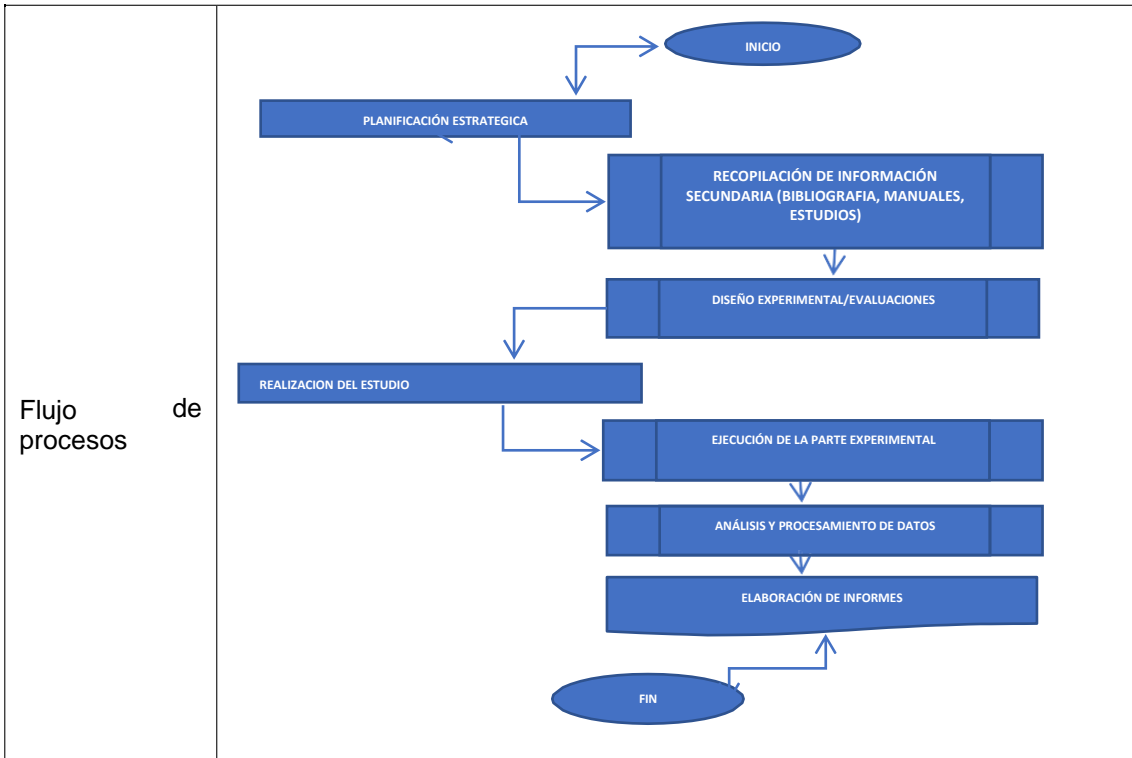 INICIO
PLANIFICACIÓN ESTRATEGICA
RECOPILACIÓN DE INFORMACIÓN
SECUNDARIA (BIBLIOGRAFIA, MANUALES,
ESTUDIOS)
DISEÑO EXPERIMENTAL/EVALUACIONES
REALIZACION DEL ESTUDIO
Flujo de
procesos
EJECUCIÓN DE LA PARTE EXPERIMENTAL
ANÁLISIS Y PROCESAMIENTO DE DATOS
ELABORACIÓN DE INFORMES
FIN